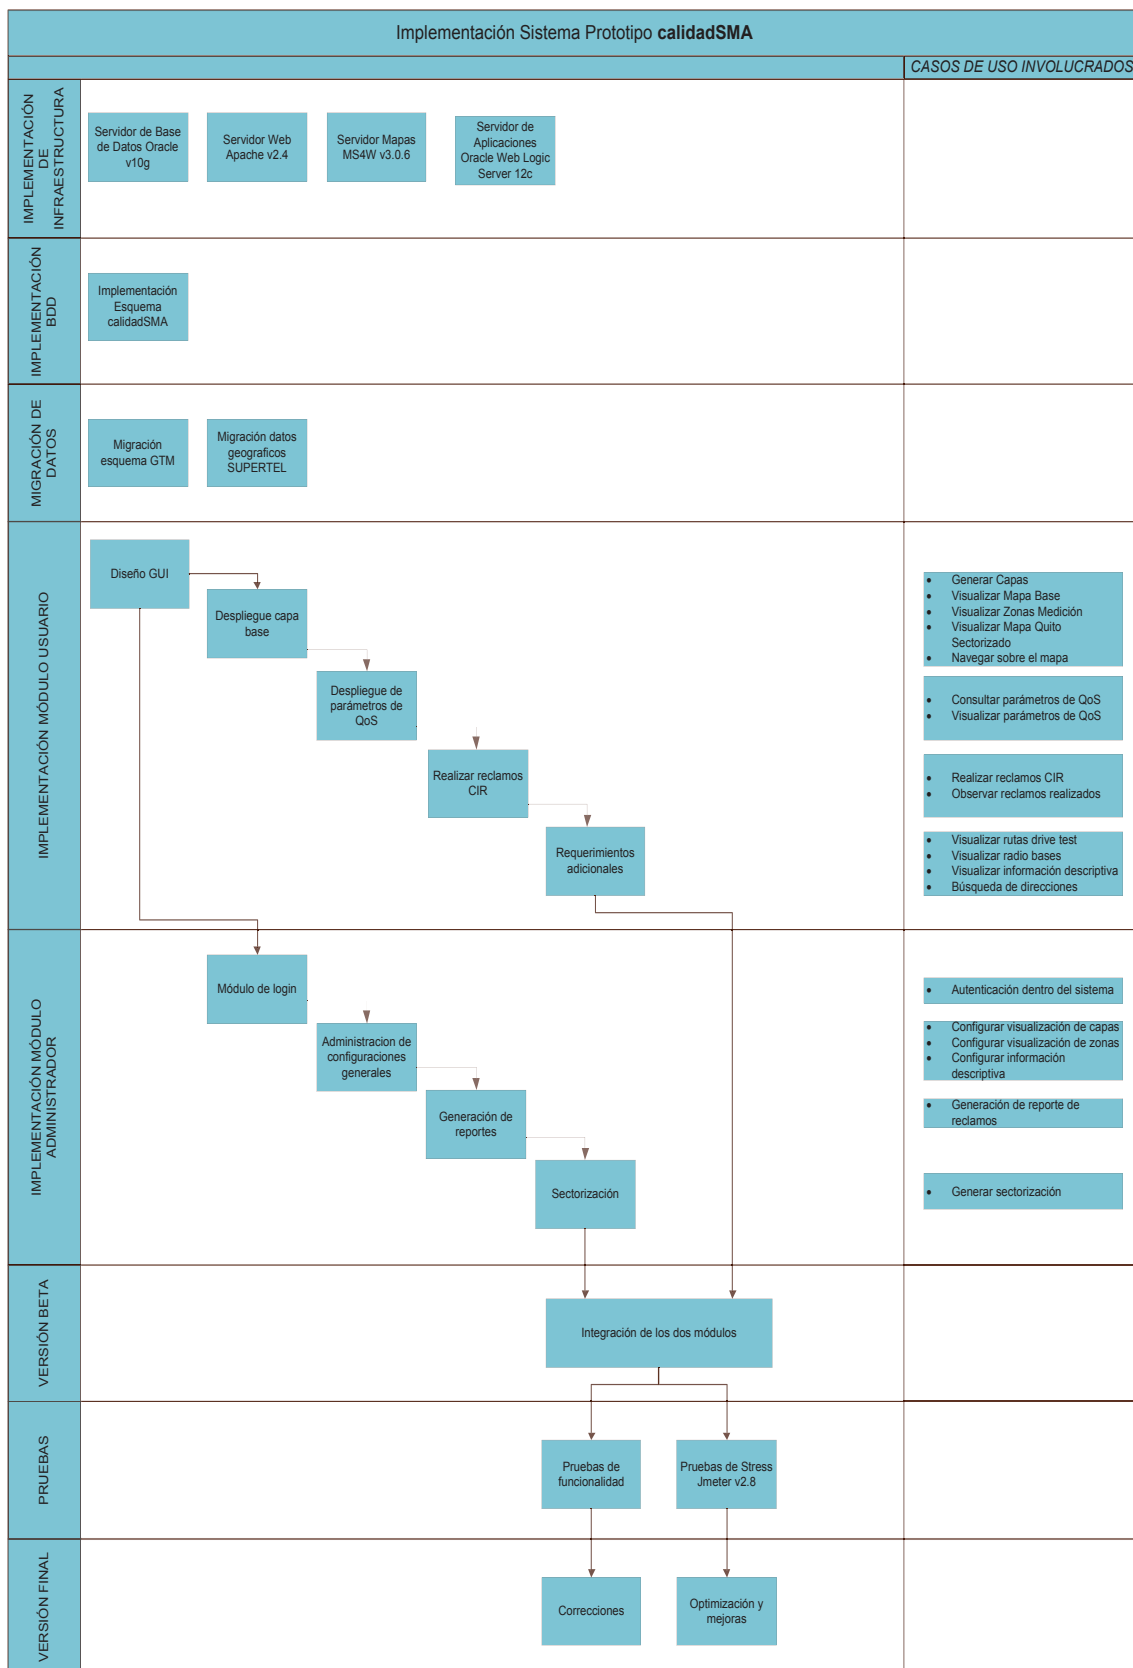 Implementación Sistema Prototipo calidadSMA
CASOS DE USO INVOLUCRADOS
IMPLEMENTACIÓN
DE
INFRAESTRUCTURA
Servidor de Base
de Datos Oracle
v10g
Servidor Web
Apache v2.4
Servidor Mapas
MS4W v3.0.6
Servidor de
Aplicaciones
Oracle Web Logic
Server 12c
IMPLEMENTACIÓN
BDD
Implementación
Esquema
calidadSMA
MIGRACIÓN DE
DATOS
Migración
esquema GTM
Migración datos
geograficos
SUPERTEL
IMPLEMENTACIÓN MÓDULO USUARIO
Diseño GUI
Despliegue capa
base
Despliegue de
parámetros de
QoS
Realizar reclamos
CIR
Requerimientos
adicionales
• Generar Capas
• Visualizar Mapa Base
• Visualizar Zonas Medición
• Visualizar Mapa Quito
Sectorizado
• Navegar sobre el mapa
• Consultar parámetros de QoS
• Visualizar parámetros de QoS
• Realizar reclamos CIR
• Observar reclamos realizados
• Visualizar rutas drive test
• Visualizar radio bases
• Visualizar información descriptiva
• Búsqueda de direcciones
IMPLEMENTACIÓN MÓDULO
ADMINISTRADOR
Módulo de login
Administracion de
configuraciones
generales
Generación de
reportes
Sectorización
• Autenticación dentro del sistema
• Configurar visualización de capas
• Configurar visualización de zonas
• Configurar información
descriptiva
• Generación de reporte de
reclamos
• Generar sectorización
VERSIÓN BETA
Integración de los dos módulos
PRUEBAS
Pruebas de
funcionalidad
Pruebas de Stress
Jmeter v2.8
VERSIÓN FINAL
Correcciones
Optimización y
mejoras